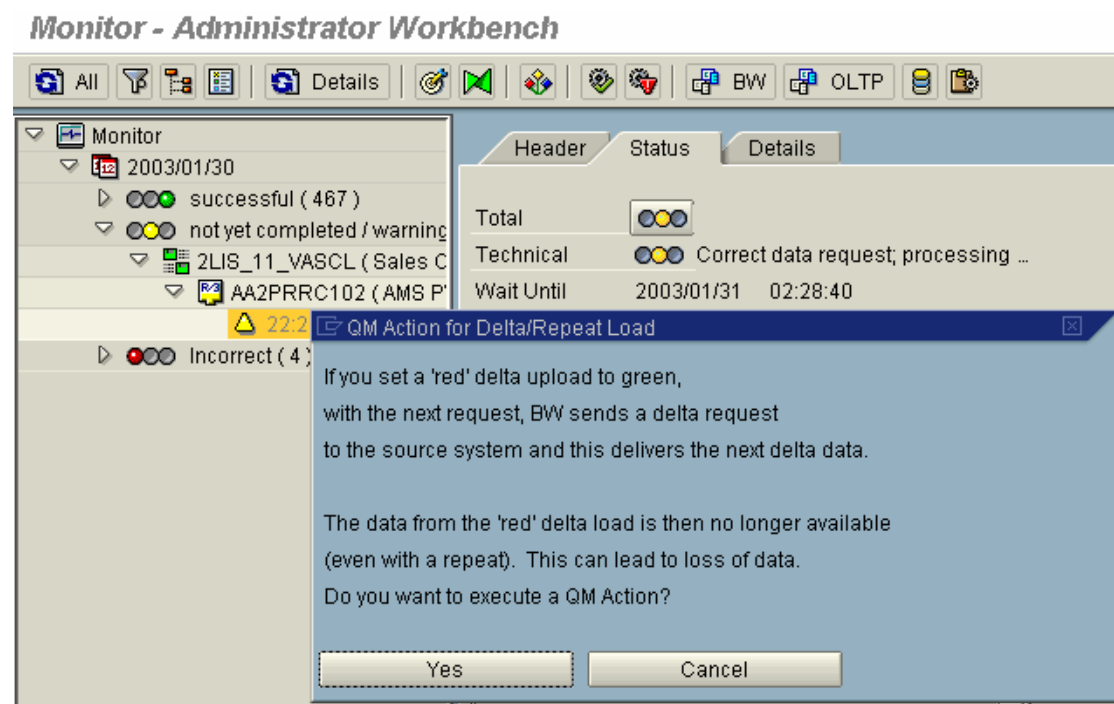 Monitor - Administrator Workbench
All Details BW OLTP
Monitor
2003/01/30
successful ( 467 )
not yet completed / warning
2LIS_11_VASCL ( Sales C
AA2PRRC102 ( AMS P
22:2
Incorrect ( 4 )
Header Status Details
Total
Technical Correct data request; processing ...
Wait Until 2003/01/31 02:28:40
QM Action for Delta/Repeat Load
If you set a 'red' delta upload to green,
with the next request, BW sends a delta request
to the source system and this delivers the next delta data.
The data from the 'red' delta load is then no longer available
(even with a repeat). This can lead to loss of data.
Do you want to execute a QM Action?
Yes Cancel